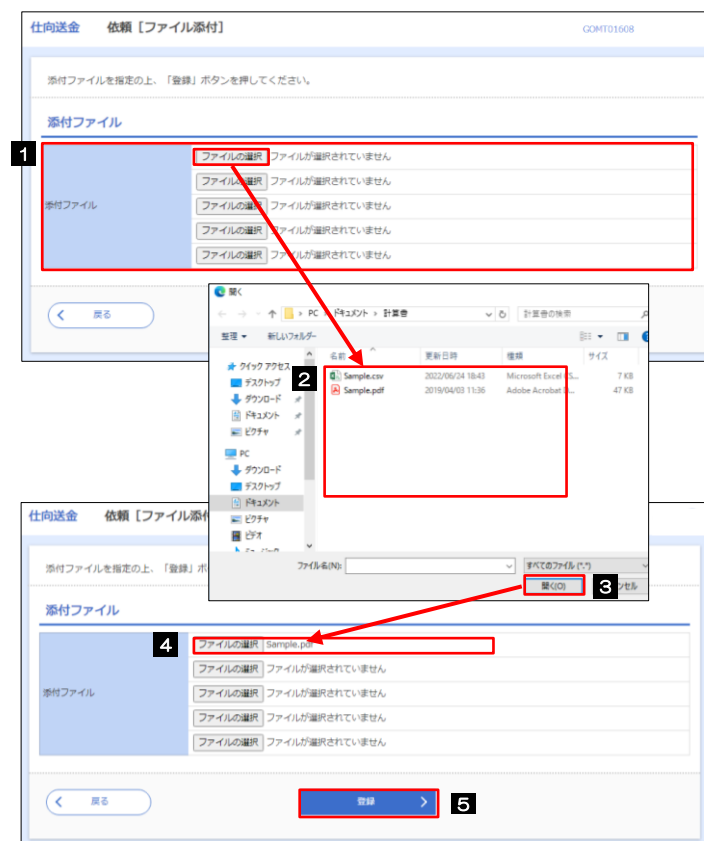 仕向送金 依頼［ファイル添付］ GOMT01608
添付ファイルを指定の上、「登録」ボタンを押してください。
添付ファイル
1
ファイルの選択 ファイルが選択されていません
ファイルの選択 ファイルが選択されていません
添付ファイル ファイルの選択 ファイルが選択されていません
ファイルの選択 ファイルが選択されていません
ファイルの選択 ファイルが選択されていません
戻る
開く
PC > ドキュメント > 計算書 計算書の検索
整理 新しいフォルダー
名前 更新日時 種類 サイズ
クイック アクセス
2
デスクトップ
ダウンロード
ドキュメント
ピクチャ
Sample.csv 2022/06/24 18:43 Microsoft Excel CS... 7 KB
Sample.pdf 2019/04/03 11:36 Adobe Acrobat D... 47 KB
PC
ダウンロード
デスクトップ
ドキュメント
ピクチャ
ビデオ
ファイル名(N): すべてのファイル (*.*)
開く(O) 3 ンセル
仕向送金 依頼［ファイル添付
添付ファイルを指定の上、「登録」ボ
添付ファイル
4
ファイルの選択 Sample.pdf
ファイルの選択 ファイルが選択されていません
添付ファイル ファイルの選択 ファイルが選択されていません
ファイルの選択 ファイルが選択されていません
ファイルの選択 ファイルが選択されていません
戻る 登録 5